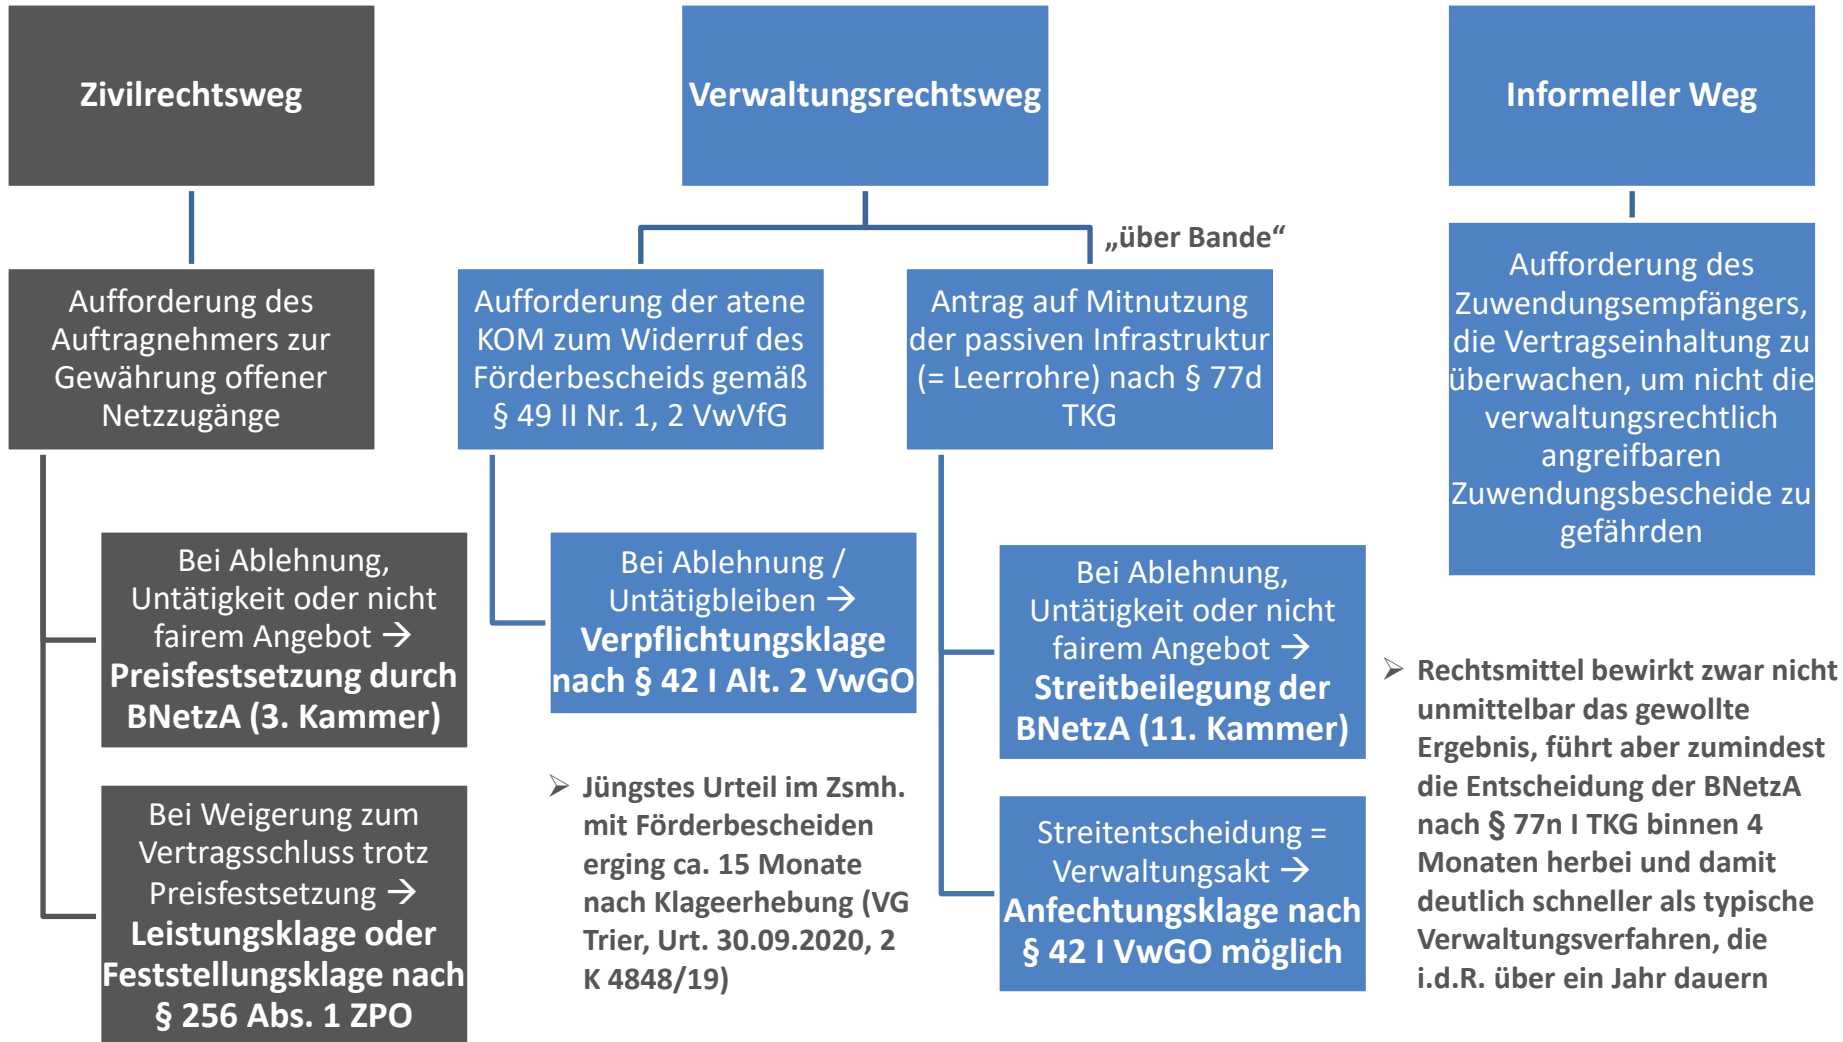 Zivilrechtsweg
Verwaltungsrechtsweg
Informeller Weg
„über Bande“
Aufforderung des
Auftragnehmers zur
Gewährung offener
Netzzugänge
Bei Ablehnung,
Untätigkeit oder nicht
fairem Angebot →
Preisfestsetzung durch
BNetzA (3. Kammer)
Bei Weigerung zum
Vertragsschluss trotz
Preisfestsetzung →
Leistungsklage oder
Feststellungsklage nach
§ 256 Abs. 1 ZPO
Aufforderung der atene
KOM zum Widerruf des
Förderbescheids gemäß
§ 49 II Nr. 1, 2 VwVfG
Bei Ablehnung /
Untätigbleiben →
Verpflichtungsklage
nach § 42 I Alt. 2 VwGO
➢ Jüngstes Urteil im Zsmh.
mit Förderbescheiden
erging ca. 15 Monate
nach Klageerhebung (VG
Trier, Urt. 30.09.2020, 2
K 4848/19)
Antrag auf Mitnutzung
der passiven Infrastruktur
(= Leerrohre) nach § 77d
TKG
Bei Ablehnung,
Untätigkeit oder nicht
fairem Angebot →
Streitbeilegung der
BNetzA (11. Kammer)
Streitentscheidung =
Verwaltungsakt →
Anfechtungsklage nach
§ 42 I VwGO möglich
Aufforderung des
Zuwendungsempfängers,
die Vertragseinhaltung zu
überwachen, um nicht die
verwaltungsrechtlich
angreifbaren
Zuwendungsbescheide zu
gefährden
➢ Rechtsmittel bewirkt zwar nicht
unmittelbar das gewollte
Ergebnis, führt aber zumindest
die Entscheidung der BNetzA
nach § 77n I TKG binnen 4
Monaten herbei und damit
deutlich schneller als typische
Verwaltungsverfahren, die
i.d.R. über ein Jahr dauern